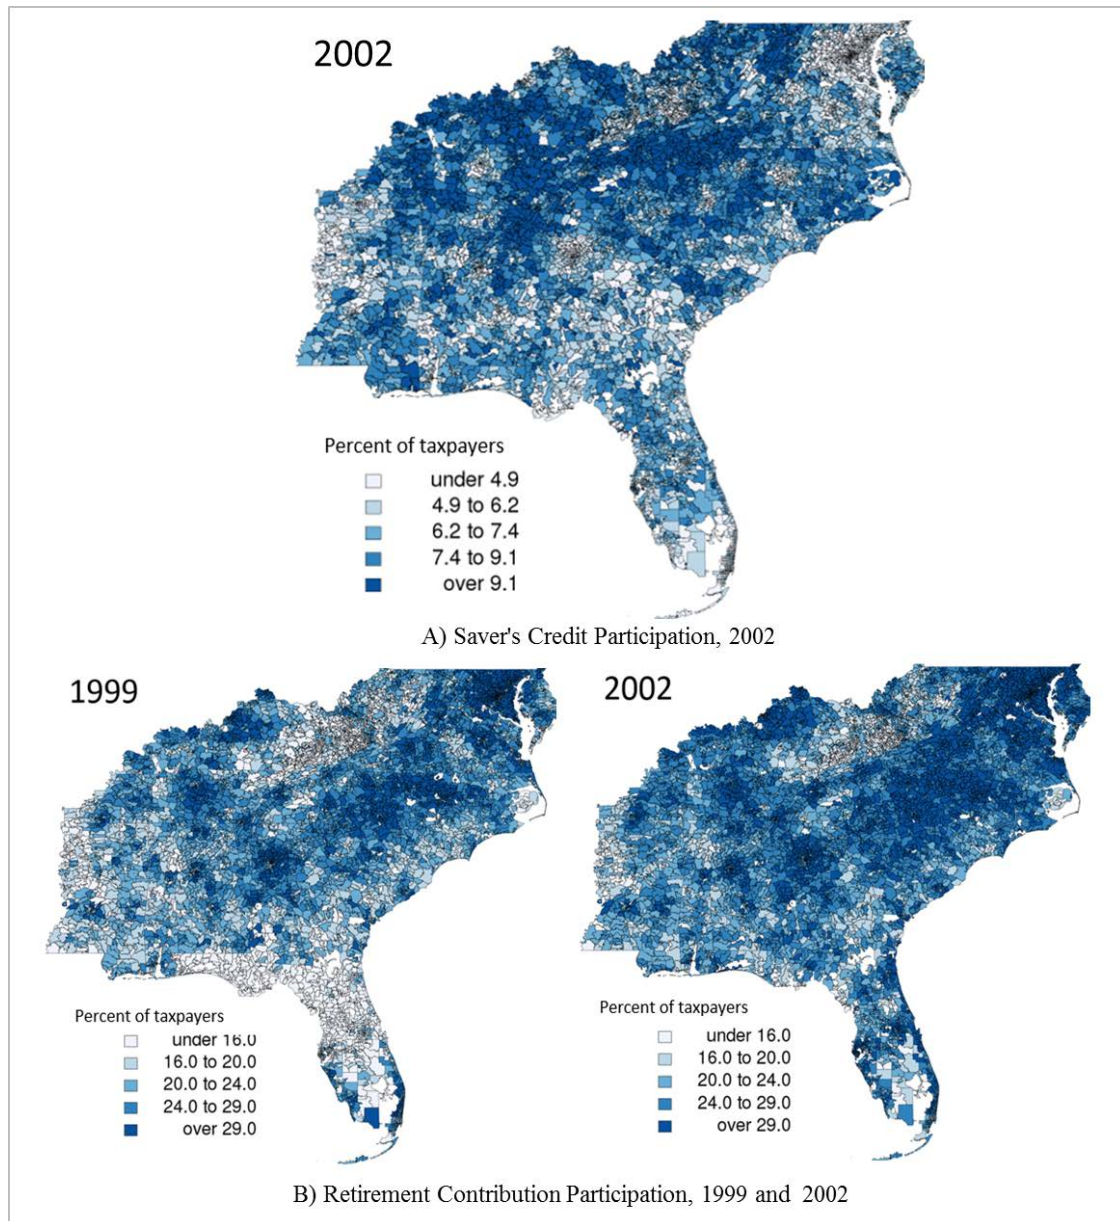 2002
Percent of taxpayers
under 4.9
4.9 to 6.2
6.2 to 7.4
7.4 to 9.1
over 9.1
A) Saver's Credit Participation, 2002
1999
Percent of taxpayers
under 16.0
16.0 to 20.0
20.0 to 24.0
24.0 to 29.0
over 29.0
2002
Percent of taxpayers
under 16.0
16.0 to 20.0
20.0 to 24.0
24.0 to 29.0
over 29.0
B) Retirement Contribution Participation, 1999 and 2002